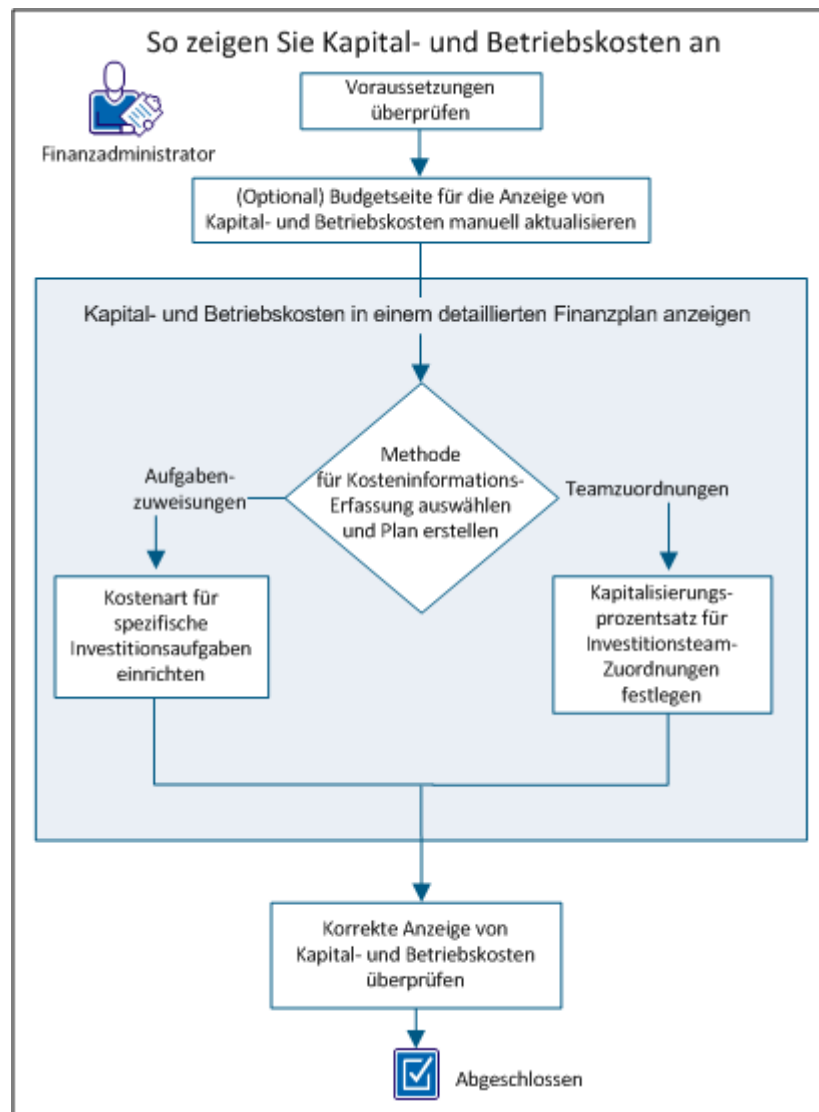 So zeigen Sie Kapital- und Betriebskosten an
Finanzadministrator
Voraussetzungen
überprüfen
(Optional) Budgetseite für die Anzeige von
Kapital- und Betriebskosten manuell aktualisieren
Kapital- und Betriebskosten in einem detaillierten Finanzplan anzeigen
Methode
für Kosteninformations-
Erfassung auswählen
und Plan erstellen
Aufgaben-
zuweisungen
Teamzuordnungen
Kostenart für
spezifische
Investitionsaufgaben
einrichten
Kapitalisierungs-
prozentsatz für
Investitionsteam-
Zuordnungen
festlegen
Korrekte Anzeige von
Kapital- und Betriebskosten
überprüfen
Abgeschlossen